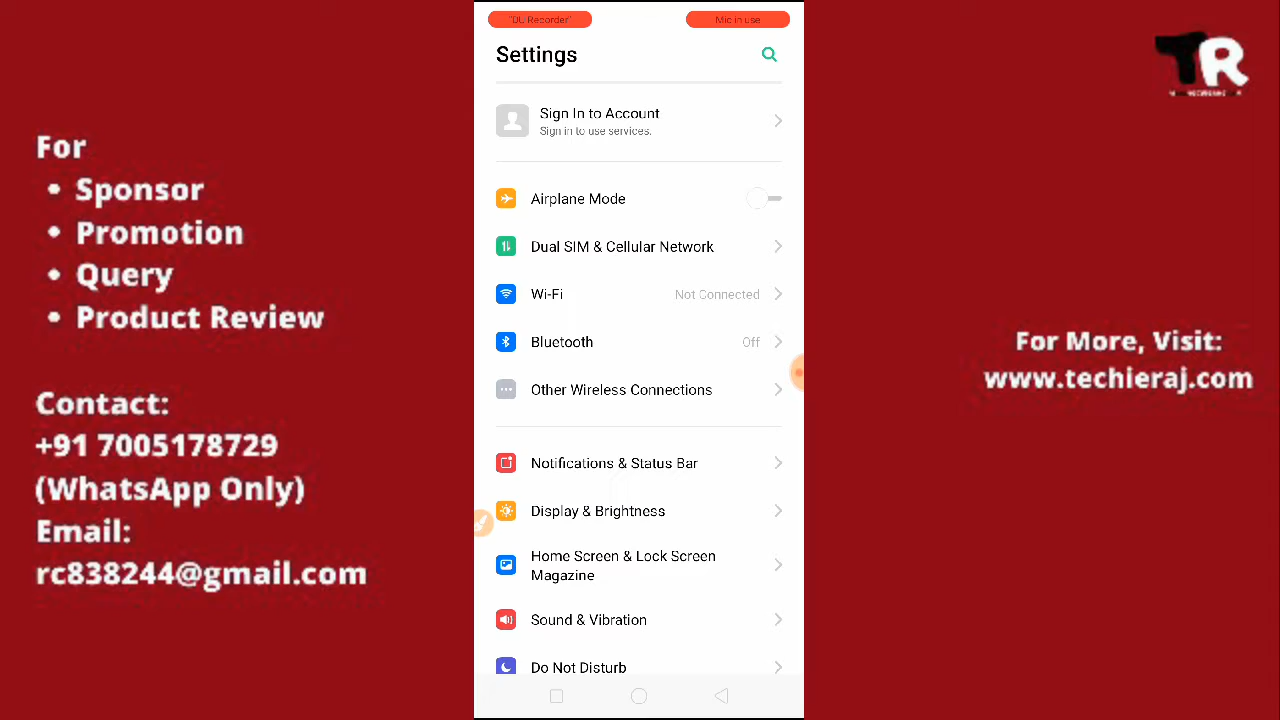 For
• Sponsor
• Promotion
• Query
• Product Review
Contact:
+91 7005178729
(WhatsApp Only)
Email:
rc838244@gmail.com
"DU Recorder"
Mic in use
Settings
Sign In to Account
Sign in to use services.
Airplane Mode
Dual SIM & Cellular Network
Wi-Fi Not Connected
Bluetooth Off
Other Wireless Connections
Notifications & Status Bar
Display & Brightness
Home Screen & Lock Screen
Magazine
Sound & Vibration
Do Not Disturb
TR
For More, Visit:
www.techieraj.com